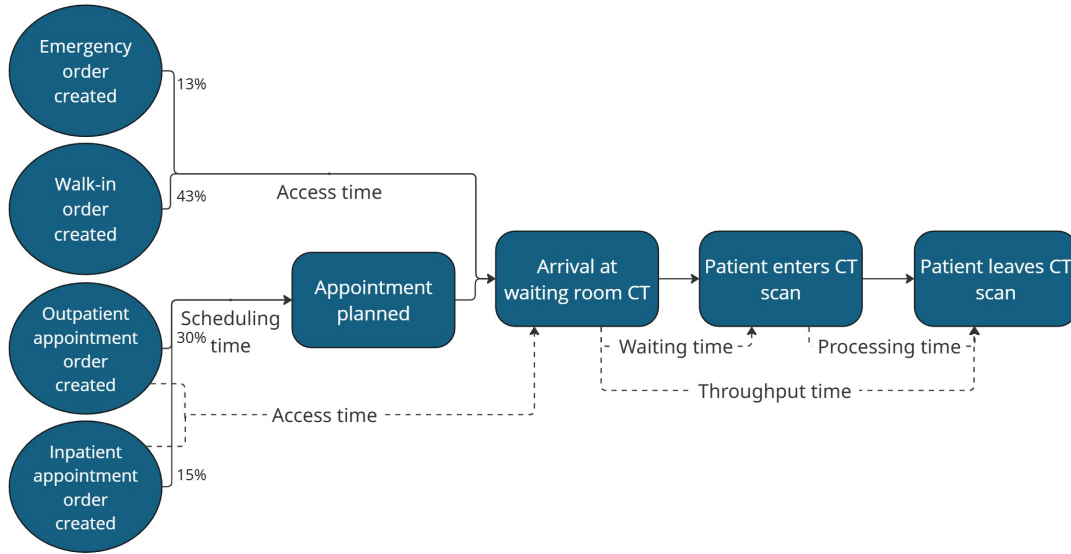 Emergency
order
created
13%
Walk-in
order
created
43%
Access time
Outpatient
appointment
order
created
30%
Scheduling
time
Appointment
planned
Arrival at
waiting room CT
Patient enters CT
scan
Patient leaves CT
scan
Waiting time
Processing time
Throughput time
Access time
Inpatient
appointment
order
created
15%